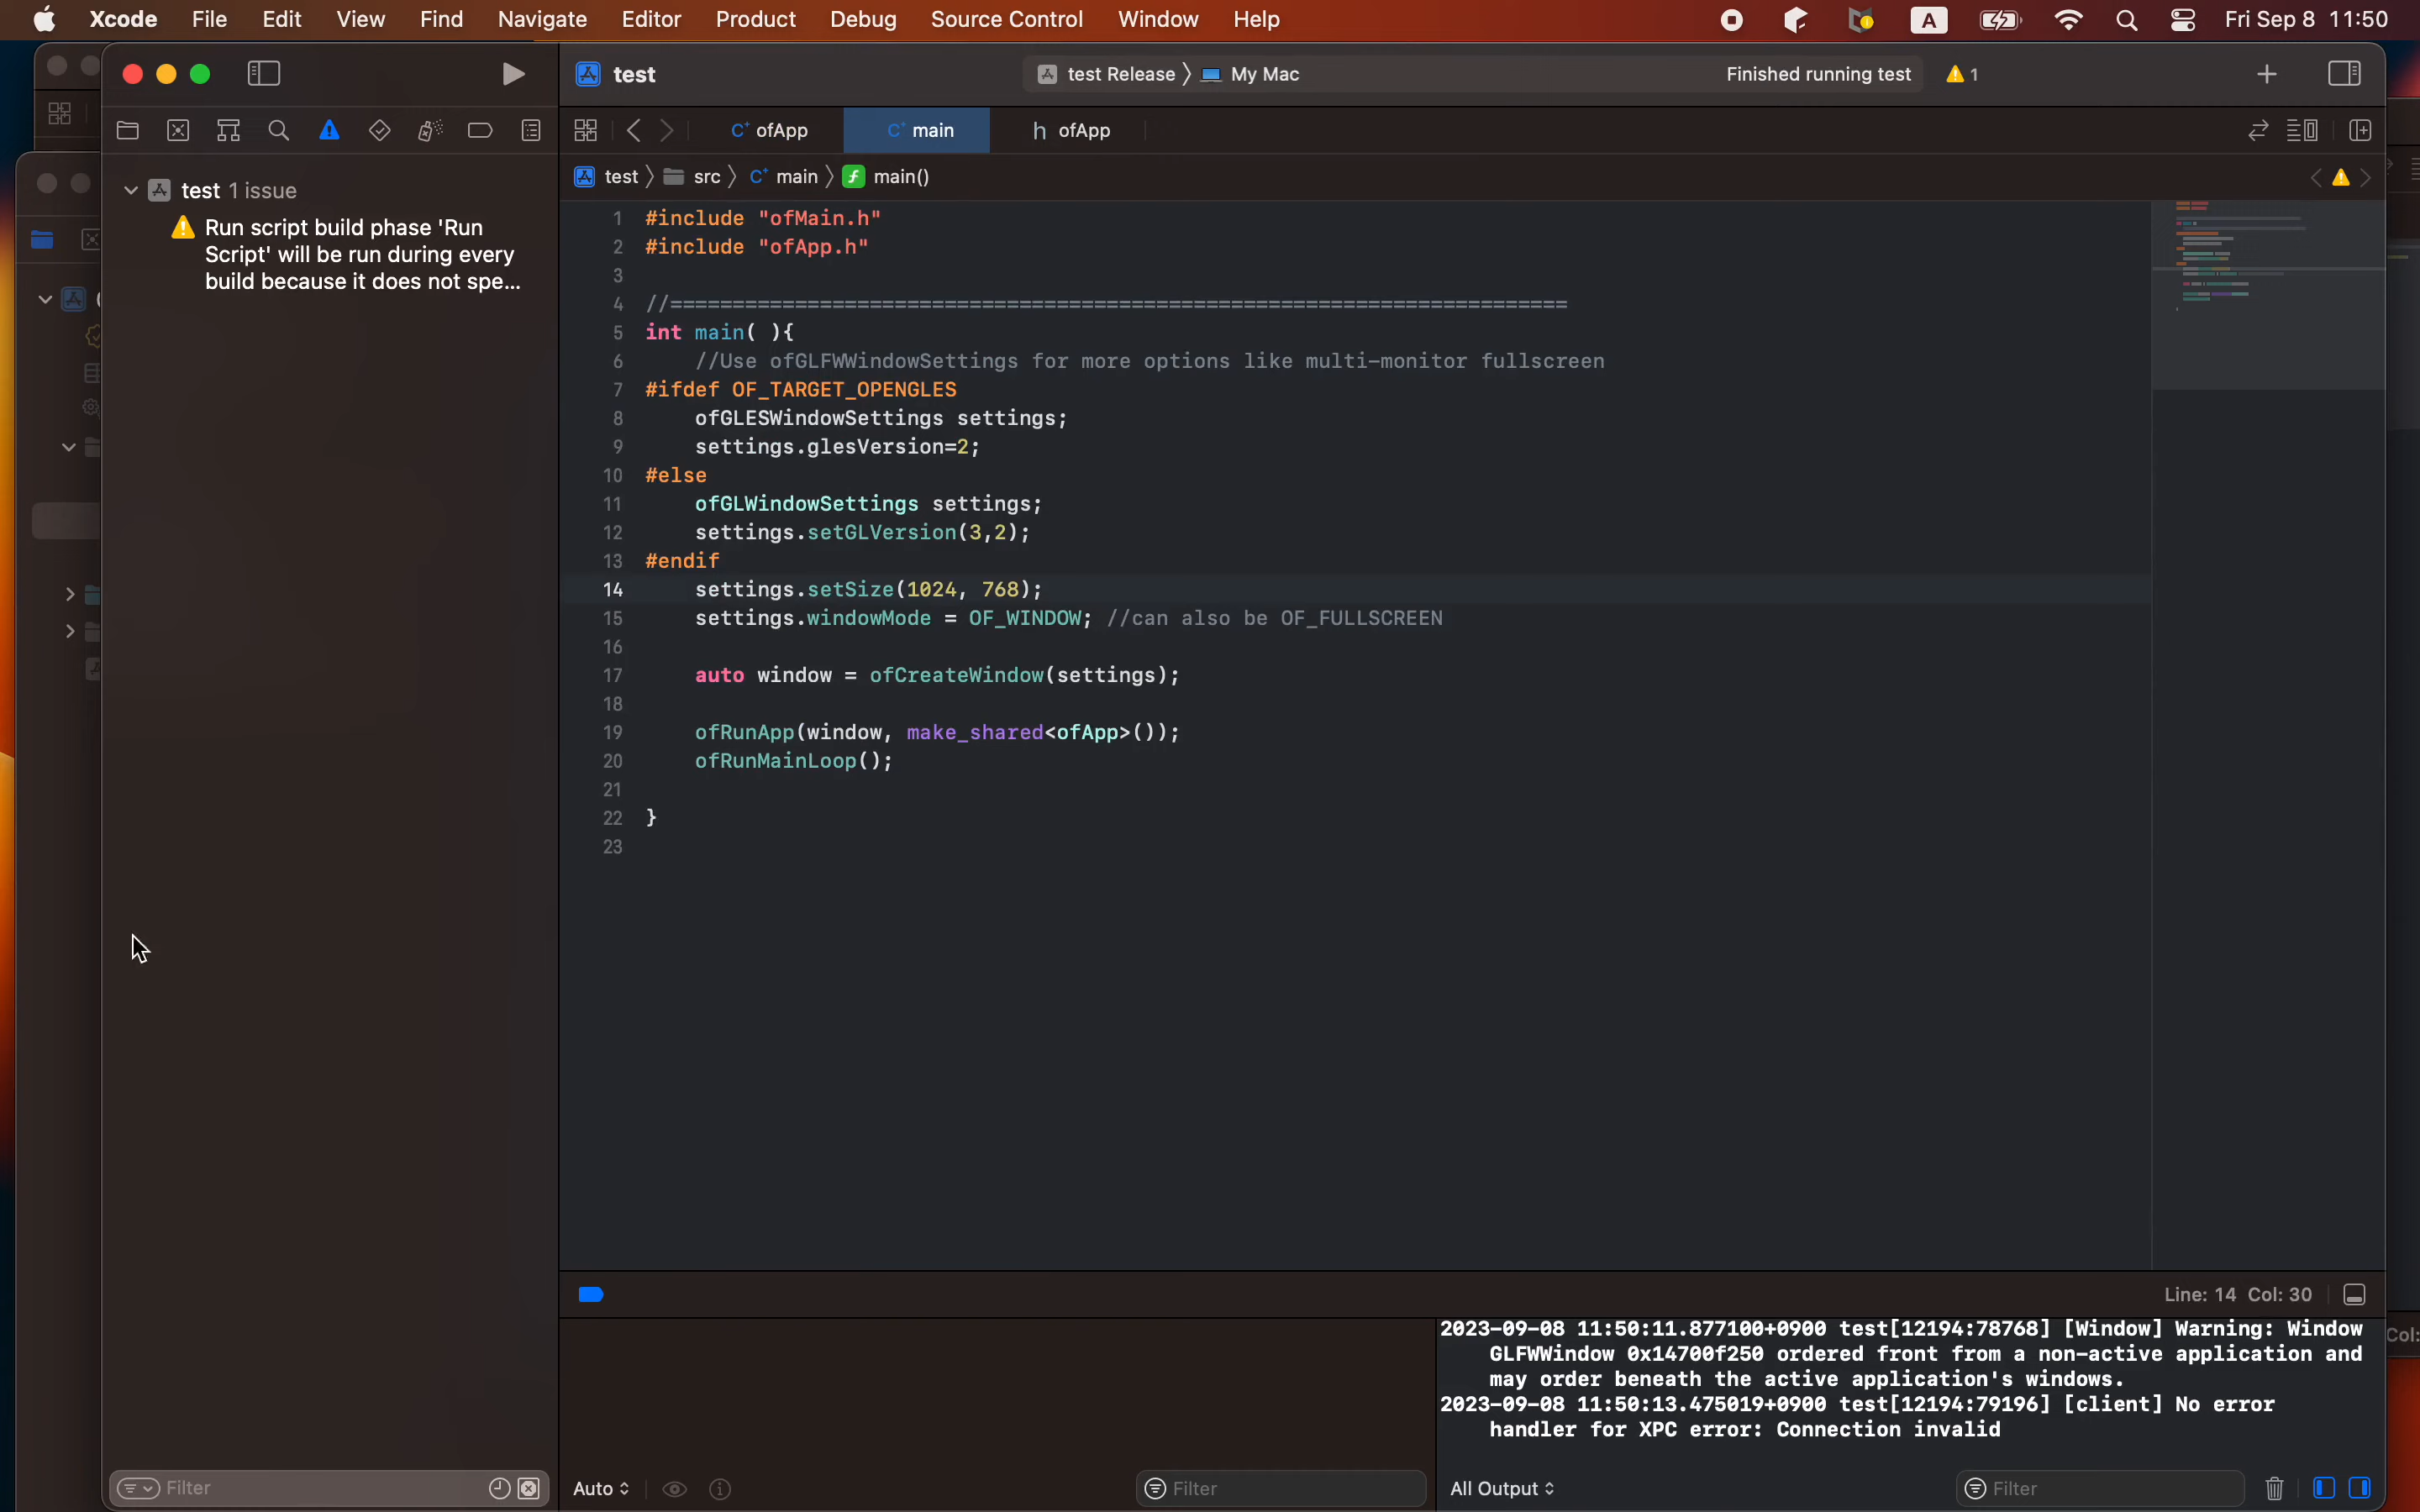 Xcode File Edit View Find Navigate Editor Product Debug Source Control Window Help A Fri Sep 8 11:50
test test Release My Mac Finished running test 1
ofApp main h ofApp
test src main main()
test 1 issue
Run script build phase 'Run
Script' will be run during every
build because it does not spe...
1 #include "ofMain.h"
2 #include "ofApp.h"
3
4 //========================================================================
5 int main( ){
6 //Use ofGLFWWindowSettings for more options like multi-monitor fullscreen
7 #ifdef OF_TARGET_OPENGLES
8 ofGLESWindowSettings settings;
9 settings.glesVersion=2;
10 #else
11 ofGLWindowSettings settings;
12 settings.setGLVersion(3,2);
13 #endif
14 settings.setSize(1024, 768);
15 settings.windowMode = OF_WINDOW; //can also be OF_FULLSCREEN
16
17 auto window = ofCreateWindow(settings);
18
19 ofRunApp(window, make_shared<ofApp>());
20 ofRunMainLoop();
21
22 }
23
Line: 14 Col: 30
Col:
2023-09-08 11:50:11.877100+0900 test[12194:78768] [Window] Warning: Window
GLFWWindow 0x14700f250 ordered front from a non-active application and
may order beneath the active application's windows.
2023-09-08 11:50:13.475019+0900 test[12194:79196] [client] No error
handler for XPC error: Connection invalid
Filter Auto Filter All Output Filter